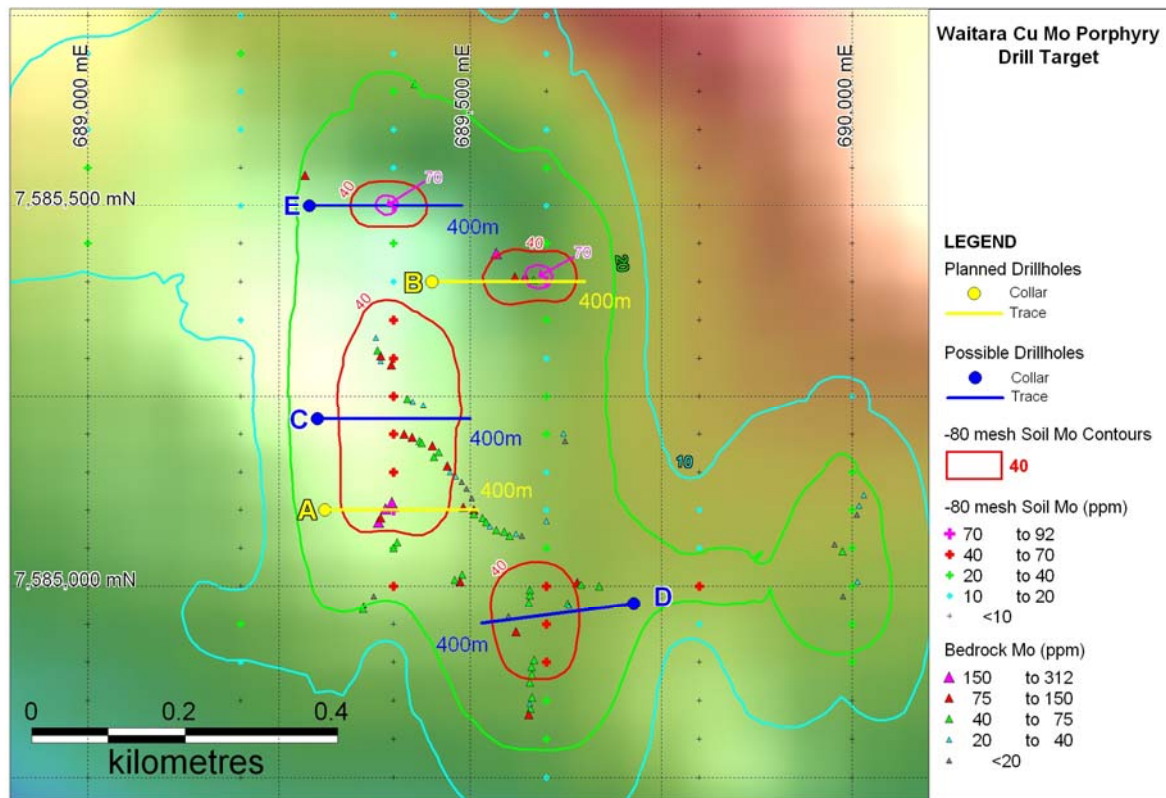 Waitara Cu Mo Porphyry
Drill Target
689,000 mE
689,500 mE
690,000 mE
7,585,500 mN
7,585,000 mN
70
40
E
400m
40
70
B
400m
20
40
C
400m
10
400m
A
40
D
400m
0 0.2 0.4
kilometres
LEGEND
Planned Drillholes
Collar
Trace
Possible Drillholes
Collar
Trace
-80 mesh Soil Mo Contours
40
-80 mesh Soil Mo (ppm)
70 to 92
40 to 70
20 to 40
10 to 20
<10
Bedrock Mo (ppm)
150 to 312
75 to 150
40 to 75
20 to 40
<20